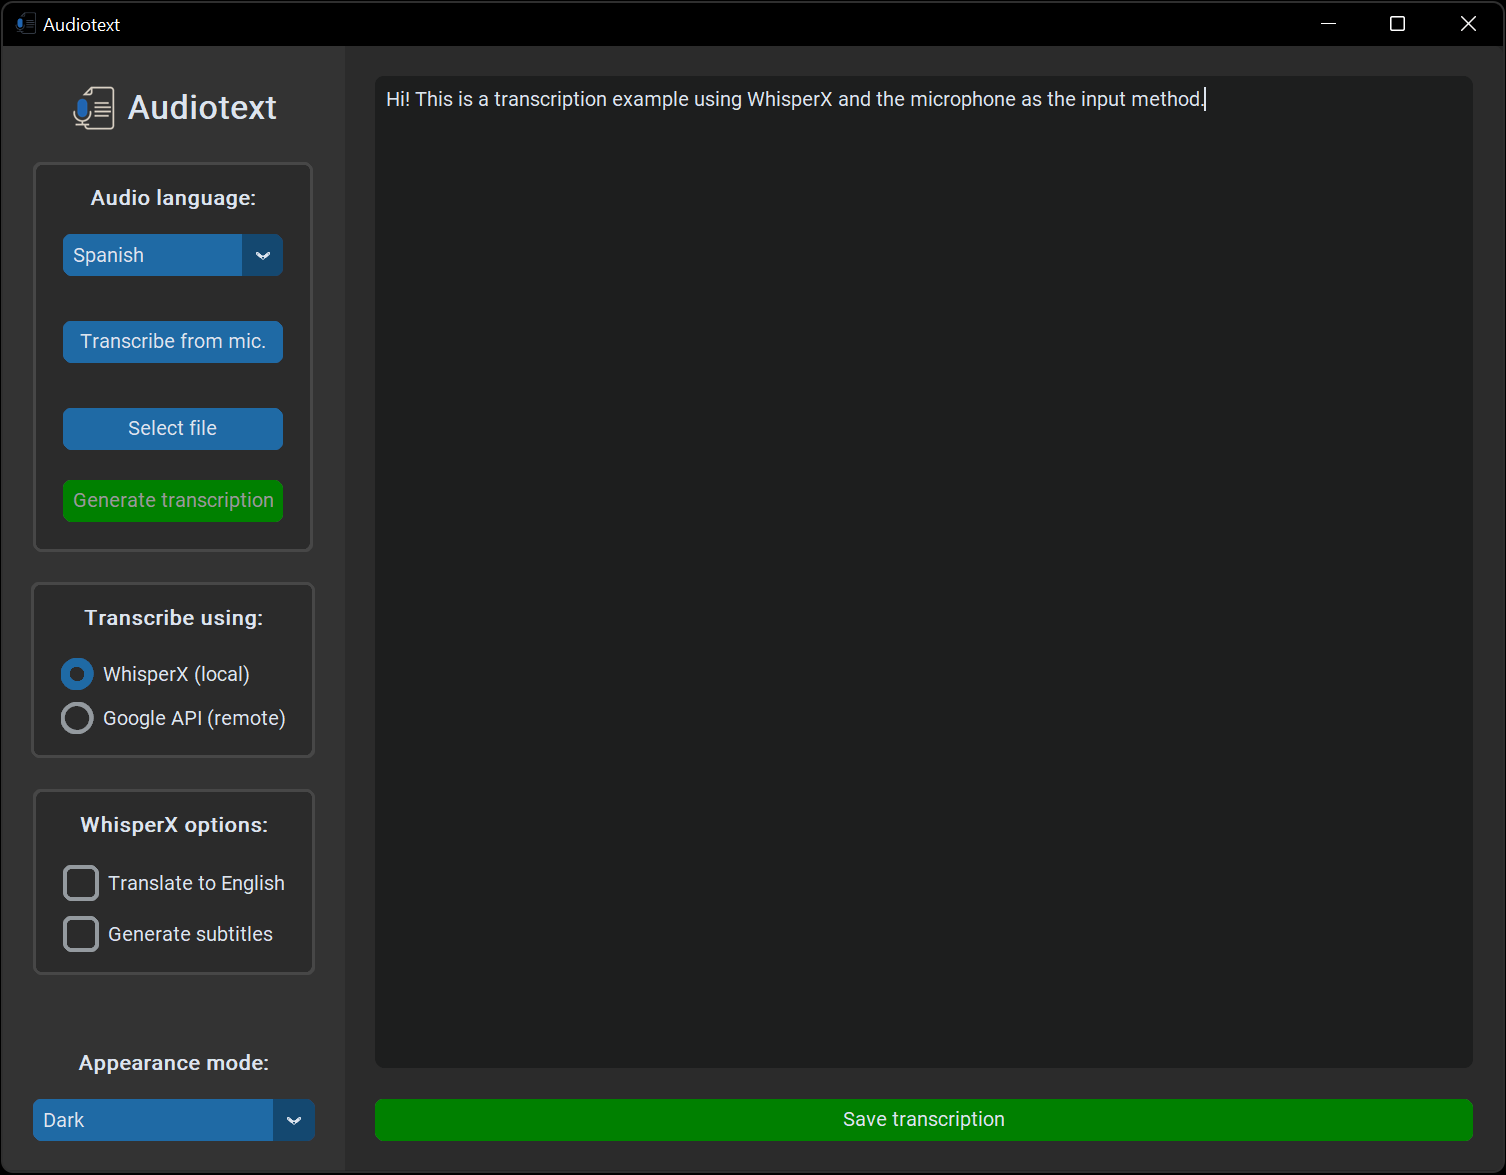 Audiotext
Audiotext
Audio language:
Spanish
Transcribe from mic.
Select file
Generate transcription
Transcribe using:
WhisperX (local)
Google API (remote)
WhisperX options:
Translate to English
Generate subtitles
Appearance mode:
Dark
Hi! This is a transcription example using WhisperX and the microphone as the input method.
Save transcription